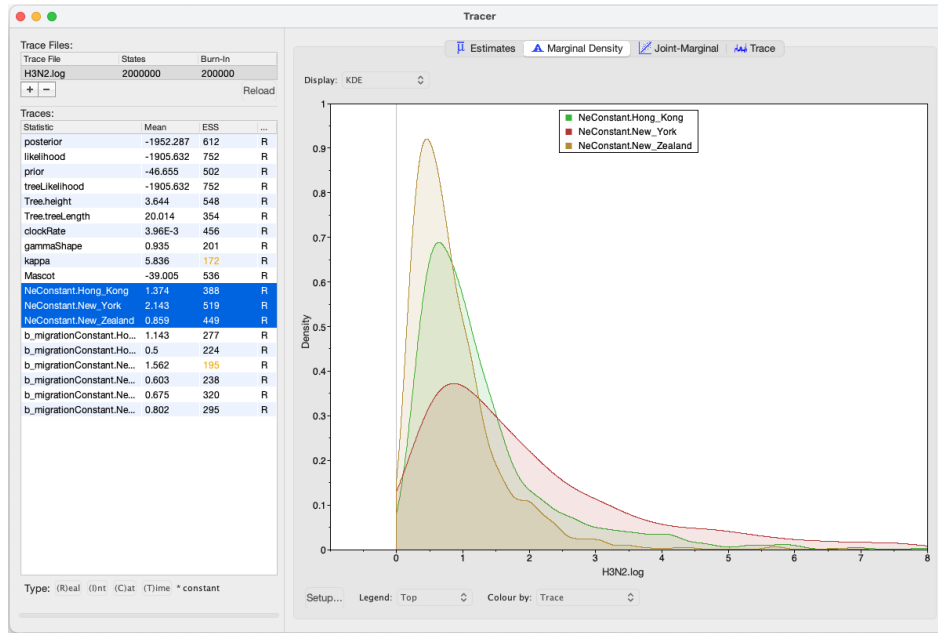 Tracer
Trace Files:
Trace File States Burn-In
H3N2.log 2000000 200000
+ − Reload
Traces:
Statistic Mean ESS ...
posterior -1952.287 612 R
likelihood -1905.632 752 R
prior -46.655 502 R
treeLikelihood -1905.632 752 R
Tree.height 3.644 548 R
Tree.treeLength 20.014 354 R
clockRate 3.96E-3 456 R
gammaShape 0.935 201 R
kappa 5.836 172 R
Mascot -39.005 536 R
NeConstant.Hong_Kong 1.374 388 R
NeConstant.New_York 2.143 519 R
NeConstant.New_Zealand 0.859 449 R
b_migrationConstant.Ho... 1.143 277 R
b_migrationConstant.Ho... 0.5 224 R
b_migrationConstant.Ne... 1.562 195 R
b_migrationConstant.Ne... 0.603 238 R
b_migrationConstant.Ne... 0.675 320 R
b_migrationConstant.Ne... 0.802 295 R
Type: (R)eal (I)nt (C)at (T)ime * constant
Estimates Marginal Density Joint-Marginal Trace
Display: KDE
NeConstant.Hong_Kong
NeConstant.New_York
NeConstant.New_Zealand
1
0.9
0.8
0.7
0.6
0.5
0.4
0.3
0.2
0.1
0
Density
0 1 2 3 4 5 6 7 8
H3N2.log
Setup... Legend: Top Colour by: Trace